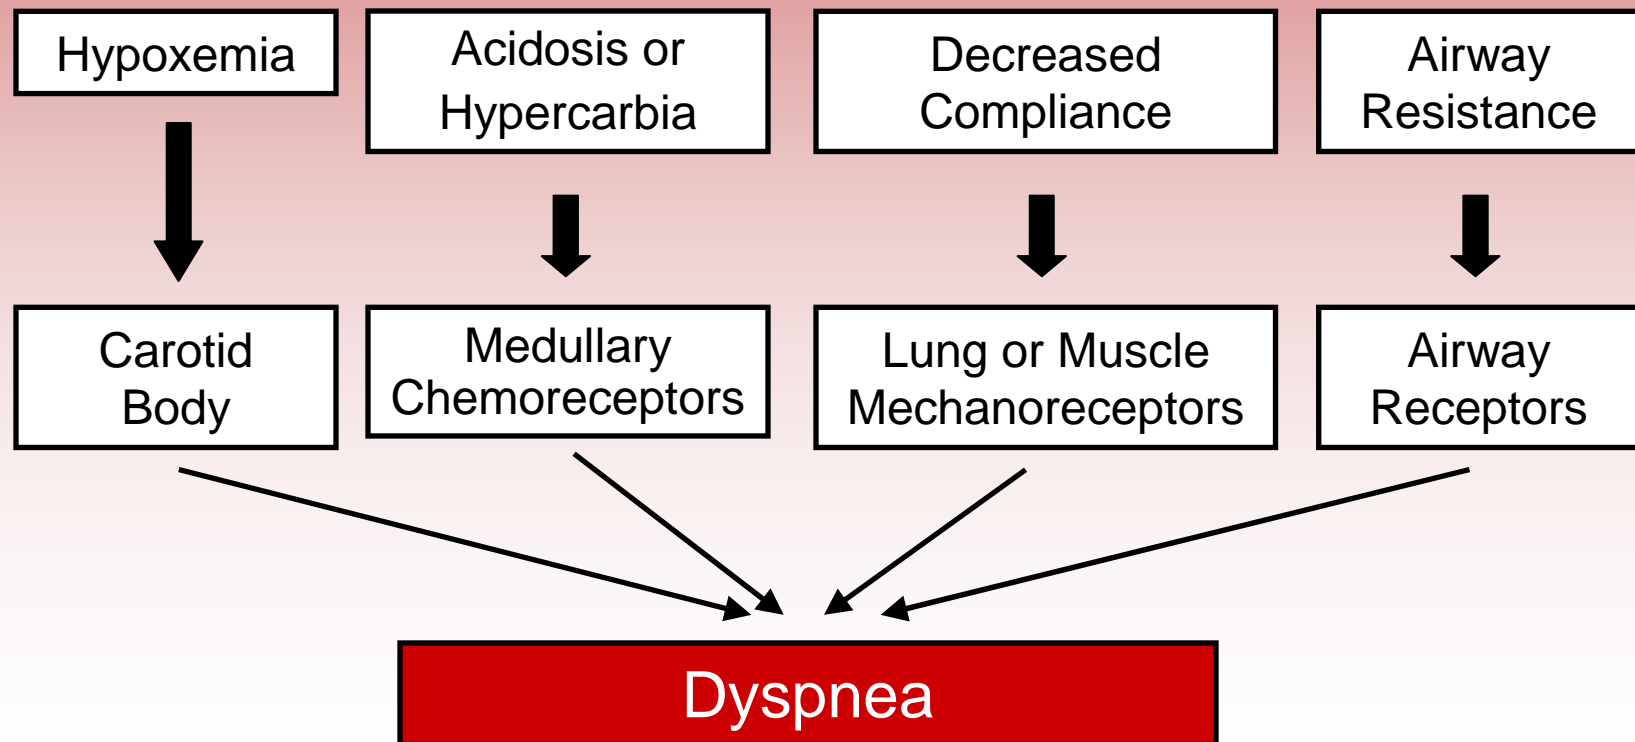 Hypoxemia
Acidosis or
Hypercarbia
Decreased
Compliance
Airway
Resistance
Carotid
Body
Medullary
Chemoreceptors
Lung or Muscle
Mechanoreceptors
Airway
Receptors
Dyspnea